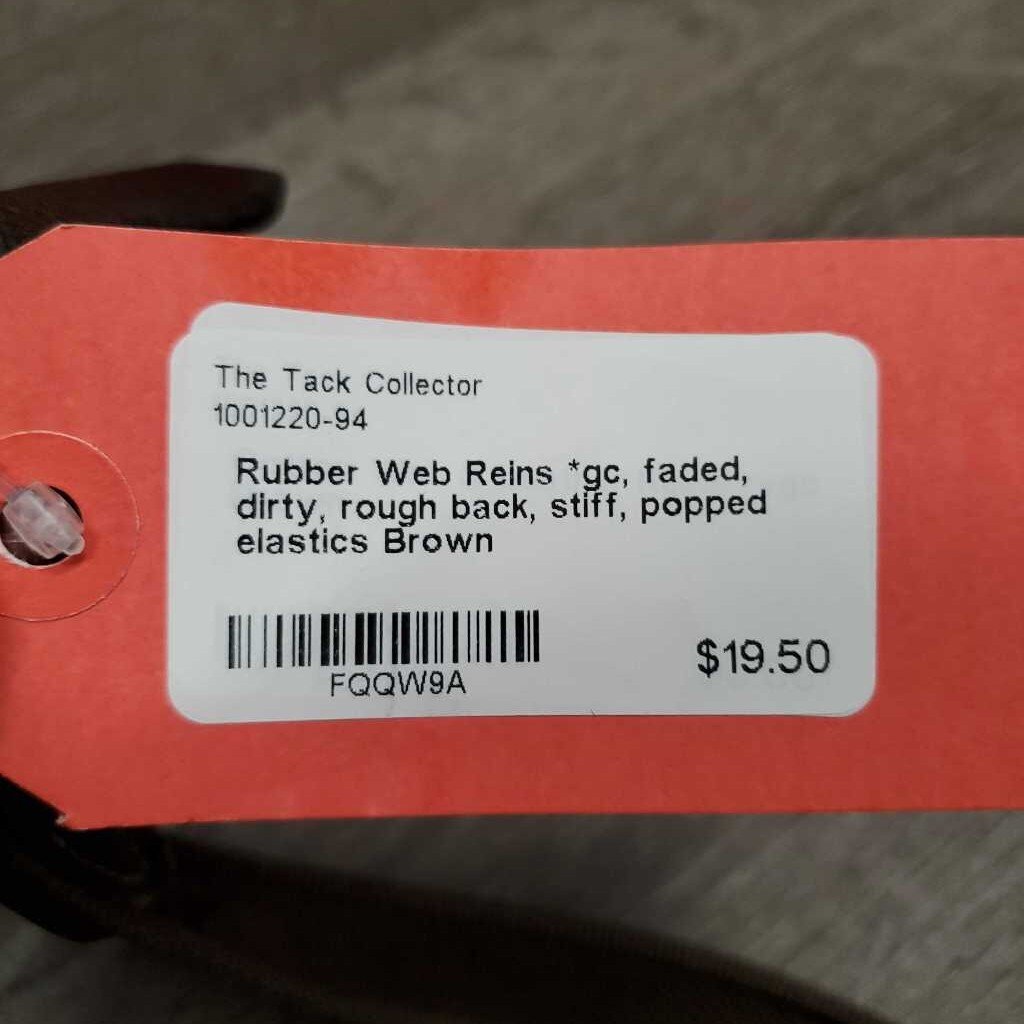 The Tack Collector
1001220-94
Rubber Web Reins *gc, faded,
dirty, rough back, stiff, popped
elastics Brown
FQQW9A
$19.50